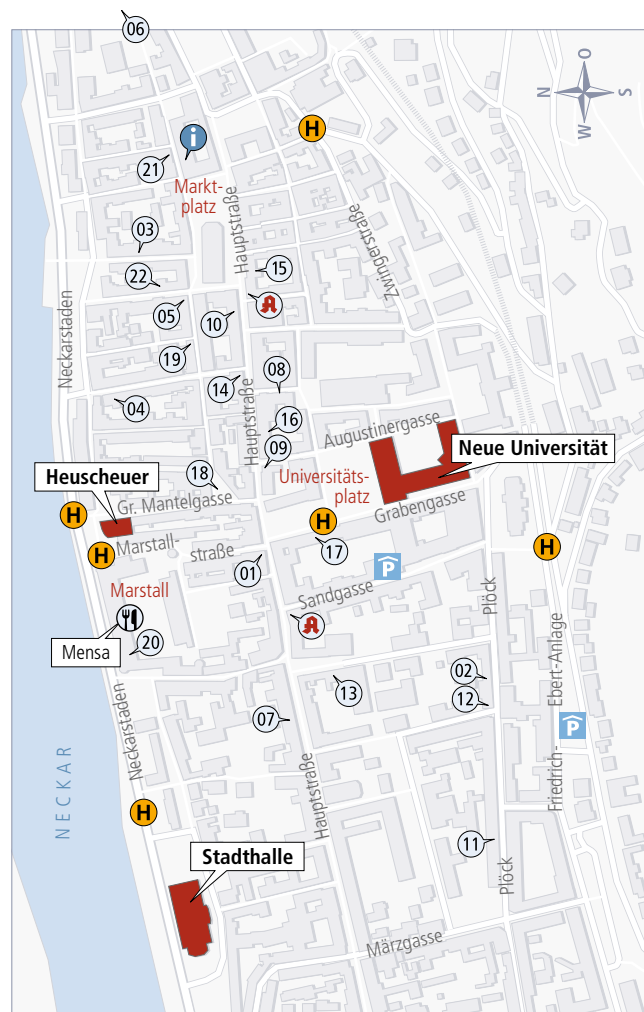 06
O
N
S
W
H
i
21
Markt-
platz
Hauptstraße
Zwingerstraße
03
15
22
05
10
A
Neckarstaden
19
14
08
04
Hauptstraße
16
Augustinergasse
09
Neue Universität
Universitäts-
platz
Heuscheuer
18
Gr. Mantelgasse
Grabengasse
H
H
H
H
Marstall-
straße
17
01
P
Sandgasse
Plöck
Marstall
A
Mensa
20
02
13
12
07
Friedrich-
Ebert-Anlage
P
Neckarstaden
NECKAR
Hauptstraße
H
11
Plöck
Stadthalle
Märzgasse